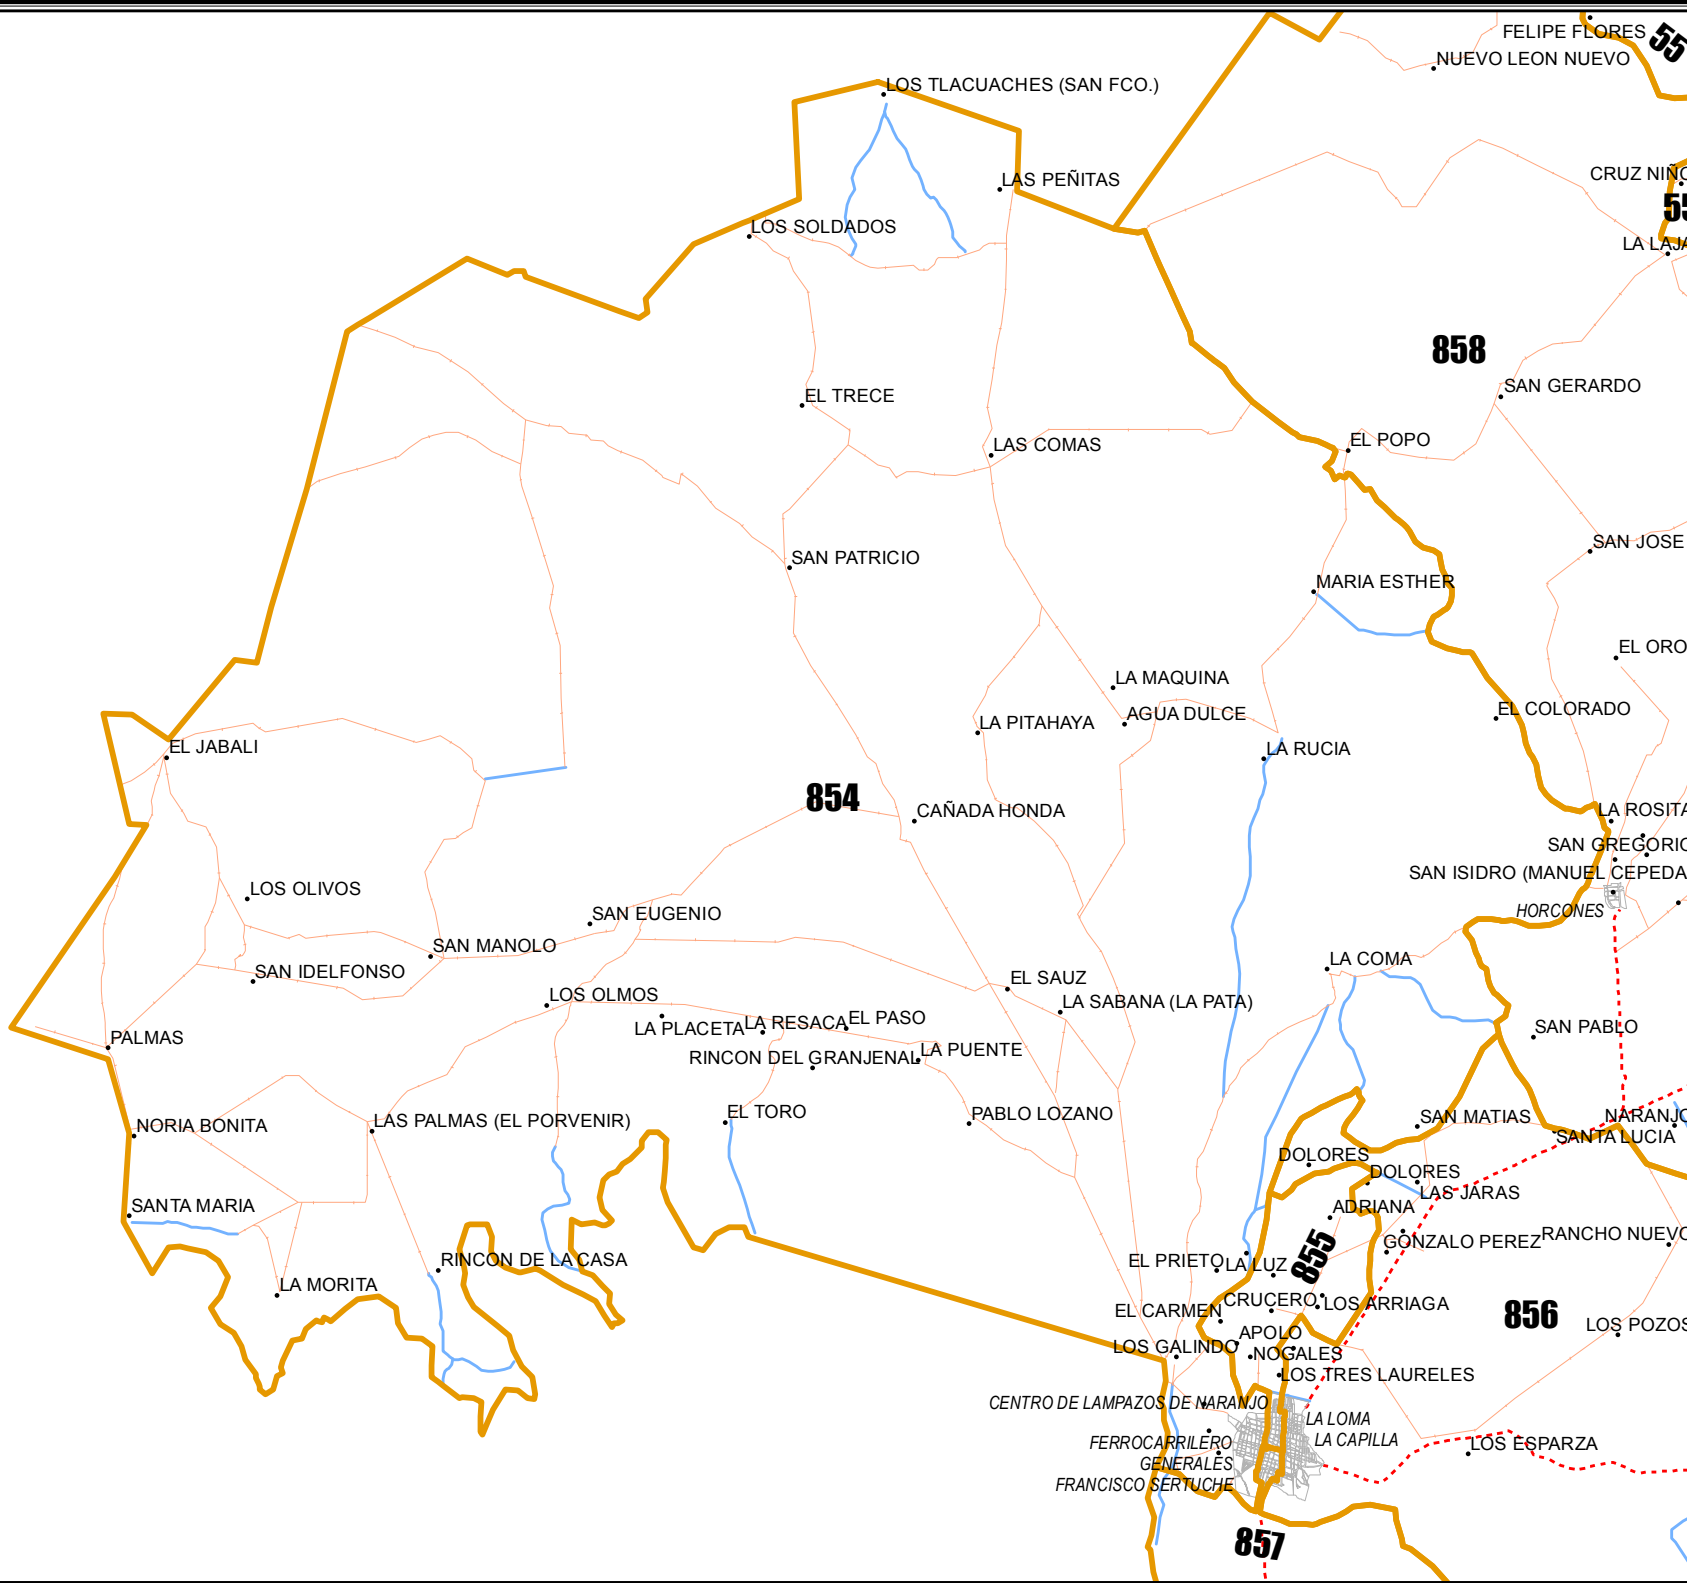 FELIPE FLORES
55
NUEVO LEON NUEVO
LOS TLACUACHES (SAN FCO.)
LAS PEÑITAS
CRUZ NIÑO
55
LOS SOLDADOS
LA LAJA
858
SAN GERARDO
EL TRECE
LAS COMAS
EL POPO
SAN JOSE
SAN PATRICIO
MARIA ESTHER
EL ORO
LA MAQUINA
EL COLORADO
LA PITAHAYA
AGUA DULCE
EL JABALI
LA RUCIA
854
CAÑADA HONDA
LA ROSITA
SAN GREGORIO
SAN ISIDRO (MANUEL CEPEDA
LOS OLIVOS
HORCONES
SAN EUGENIO
SAN MANOLO
LA COMA
SAN IDELFONSO
EL SAUZ
LOS OLMOS
LA SABANA (LA PATA)
LA PLACETA
LA RESACA
EL PASO
SAN PABLO
PALMAS
RINCON DEL GRANJENAL
LA PUENTE
EL TORO
PABLO LOZANO
SAN MATIAS
NARANJO
NORIA BONITA
LAS PALMAS (EL PORVENIR)
SANTA LUCIA
DOLORES
DOLORES
LAS JARAS
SANTA MARIA
ADRIANA
GONZALO PEREZ
RANCHO NUEVO
855
RINCON DE LA CASA
EL PRIETO
LA LUZ
LA MORITA
CRUCERO
LOS ARRIAGA
EL CARMEN
856
LOS POZOS
APOLO
LOS GALINDO
NOGALES
LOS TRES LAURELES
CENTRO DE LAMPAZOS DE NARANJO
LA LOMA
LA CAPILLA
FERROCARRILERO
LOS ESPARZA
GENERALES
FRANCISCO SERTUCHE
857